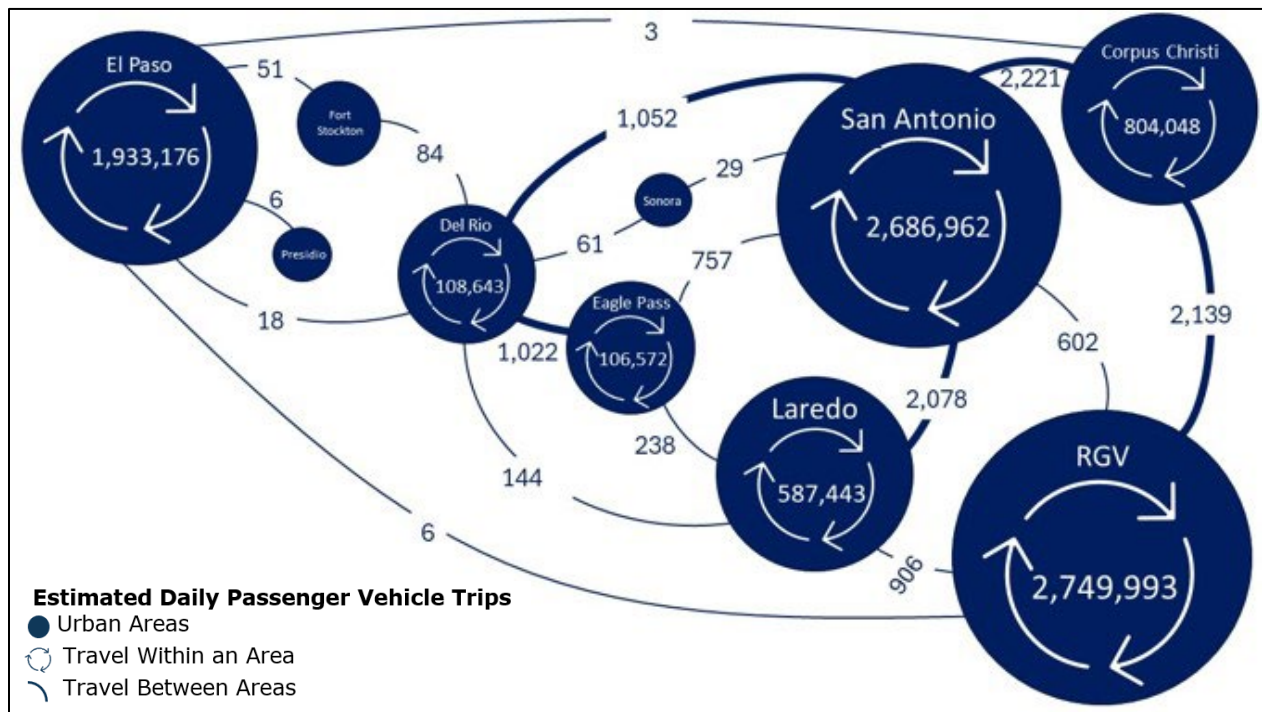 3
El Paso
1,933,176
51
Fort
Stockton
84
6
Presidio
18
Del Rio
108,643
1,052
61
Sonora
29
San Antonio
2,686,962
2,221
Corpus Christi
804,048
757
Eagle Pass
106,572
1,022
238
144
Laredo
587,443
2,078
602
2,139
906
RGV
2,749,993
6
Estimated Daily Passenger Vehicle Trips
Urban Areas
Travel Within an Area
Travel Between Areas